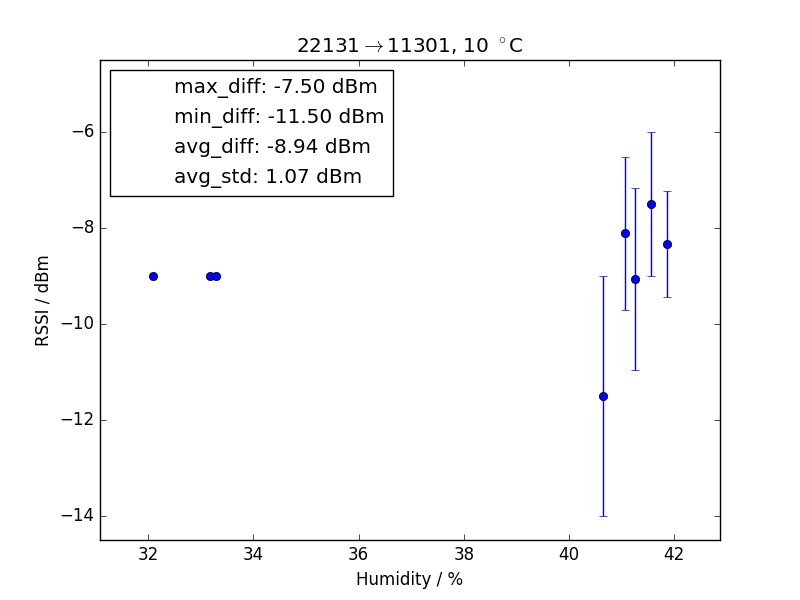 22131→11301, 10 °C
max_diff: -7.50 dBm
min_diff: -11.50 dBm
avg_diff: -8.94 dBm
avg_std: 1.07 dBm
−6
−8
−10
−12
−14
RSSI / dBm
32 34 36 38 40 42
Humidity / %